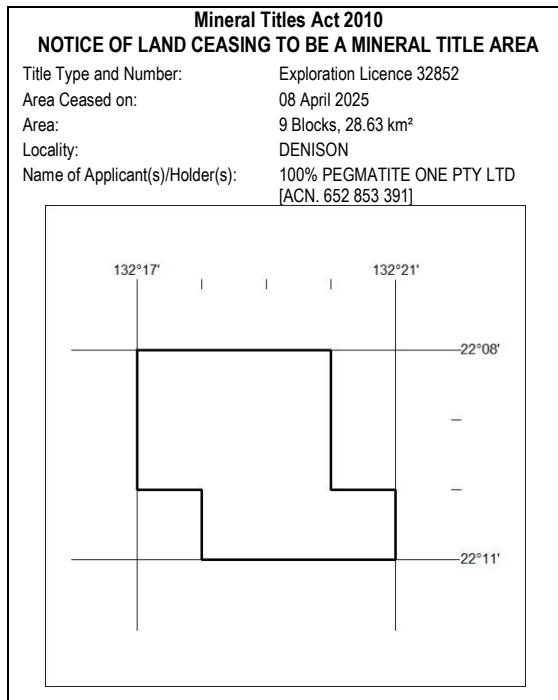 Mineral Titles Act 2010
NOTICE OF LAND CEASING TO BE A MINERAL TITLE AREA
Title Type and Number: Exploration Licence 32852
Area Ceased on: 08 April 2025
Area: 9 Blocks, 28.63 km²
Locality: DENISON
Name of Applicant(s)/Holder(s): 100% PEGMATITE ONE PTY LTD
[ACN. 652 853 391]
132°17' 132°21'
22°08'
22°11'